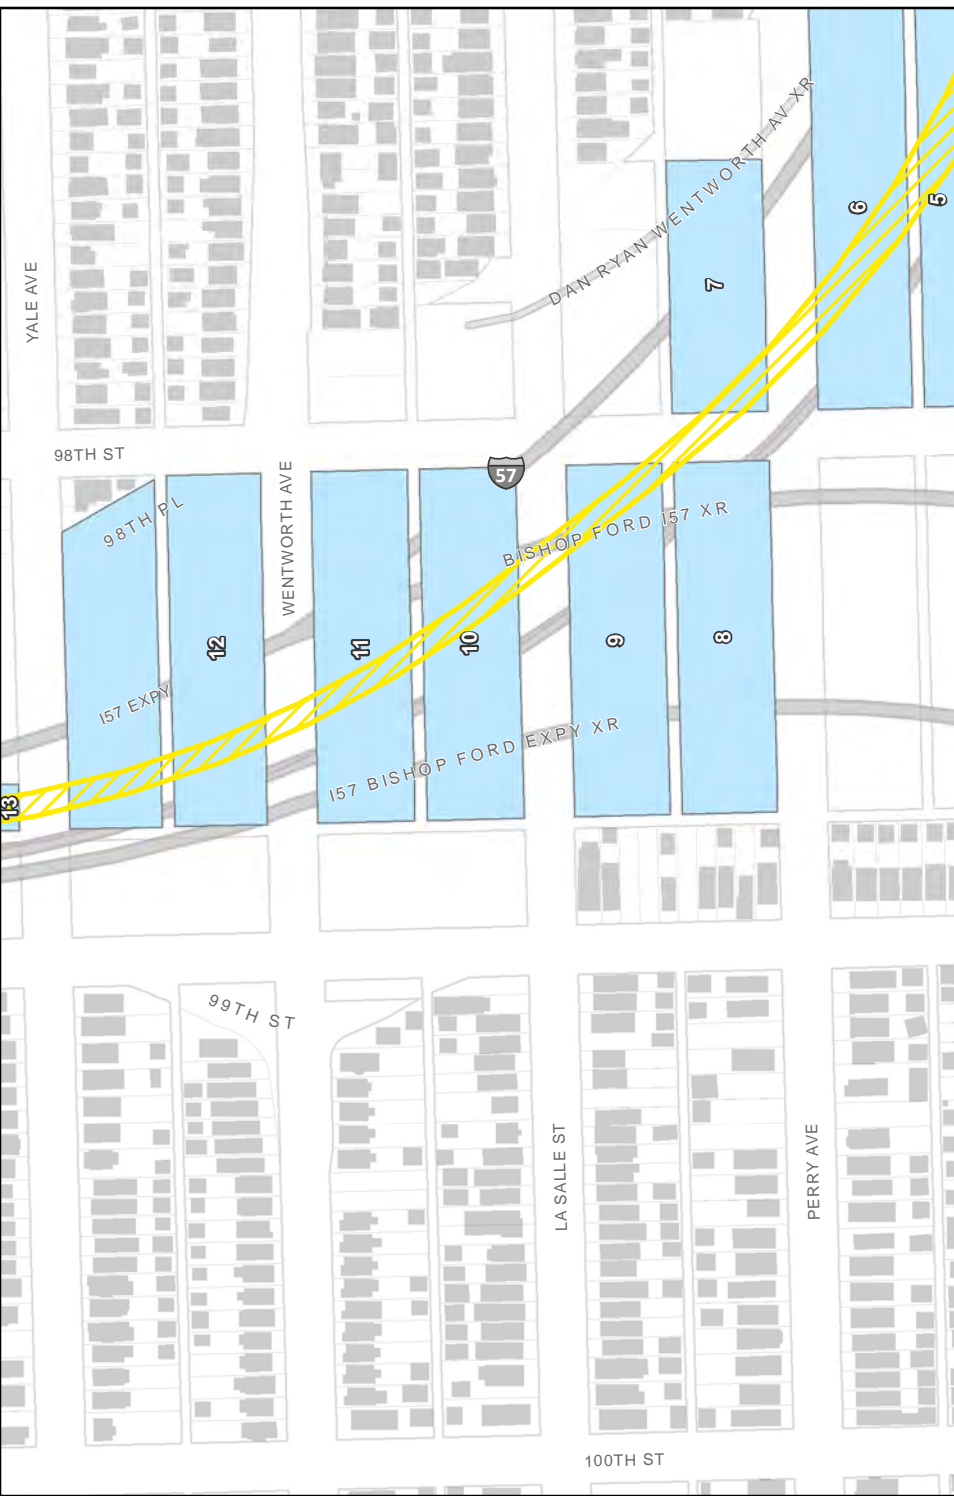 DAN RYAN WENTWORTH AV XR
6
5
7
YALE AVE
98TH ST
57
WENTWORTH AVE
98TH PL
BISHOP FORD I57 XR
12
11
10
9
8
I57 EXPY
I57 BISHOP FORD EXPY XR
13
99TH ST
LA SALLE ST
PERRY AVE
100TH ST